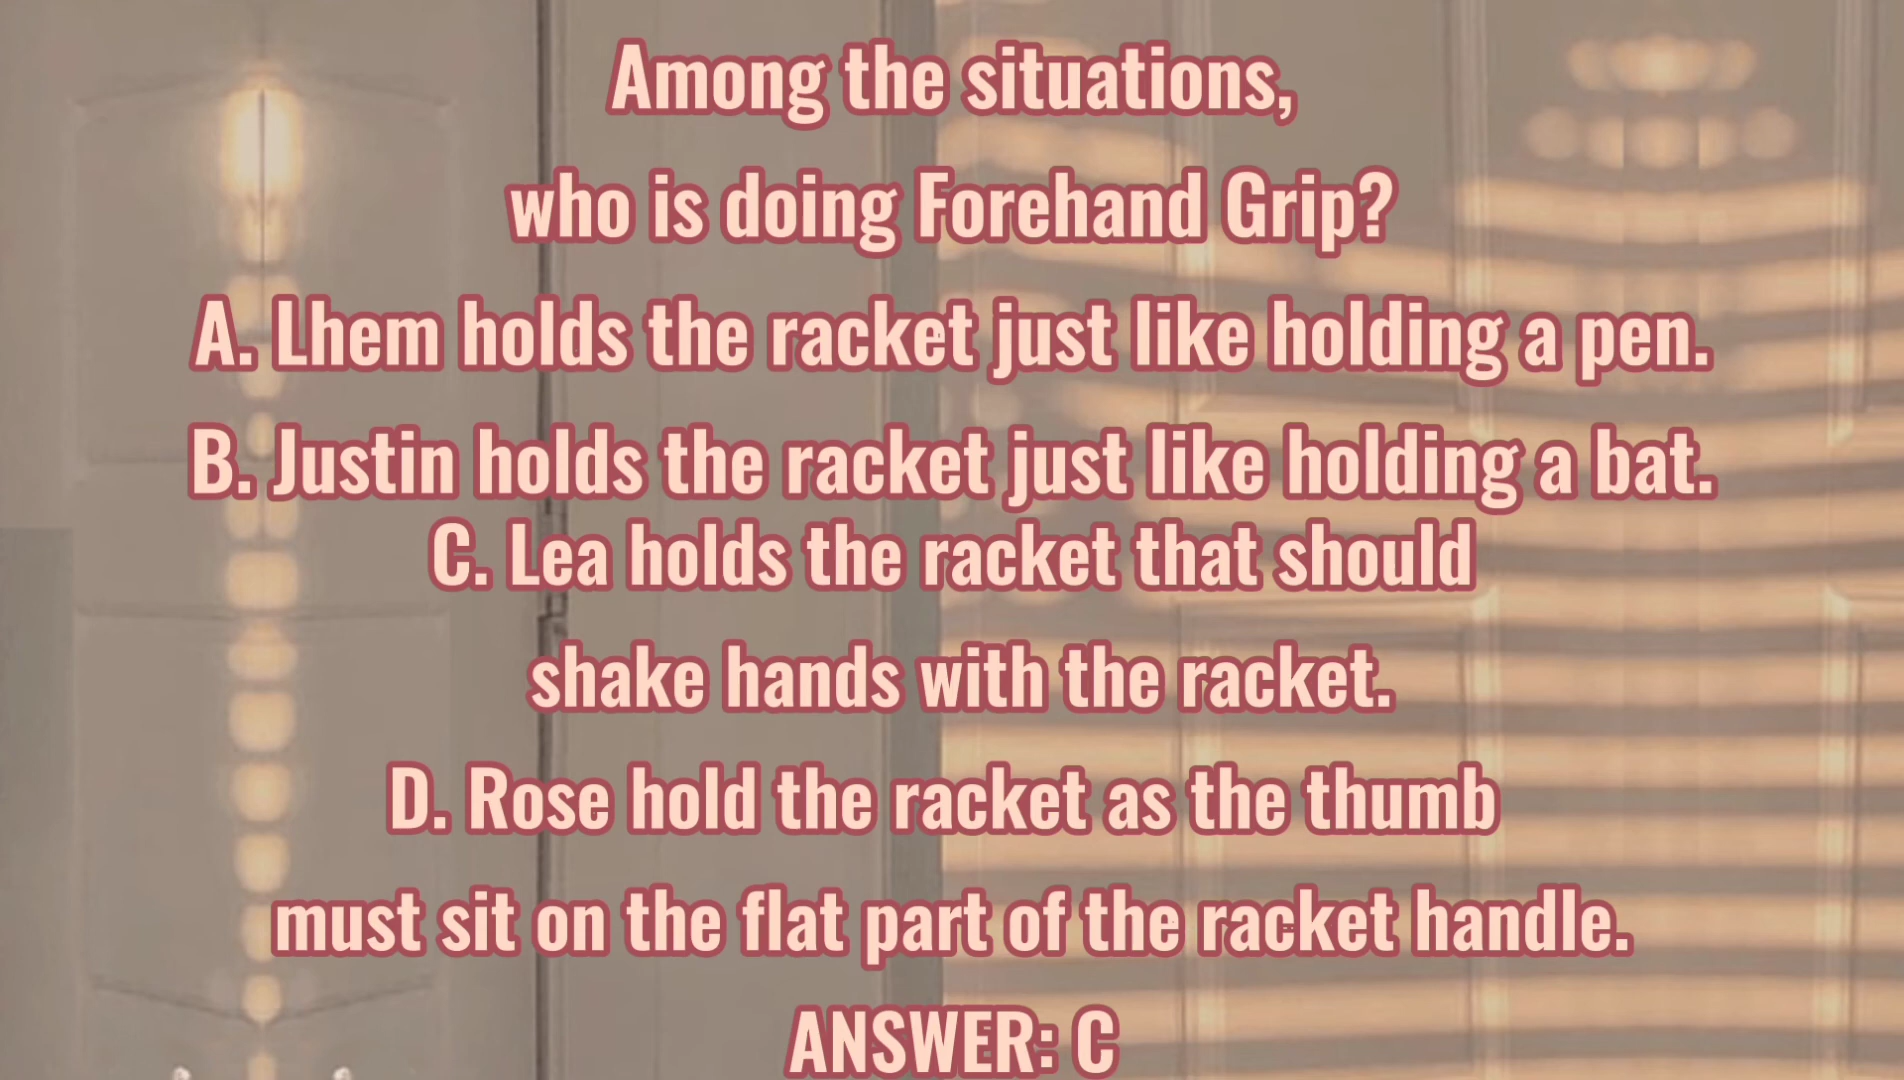 Among the situations,
who is doing Forehand Grip?
A. Lhem holds the racket just like holding a pen.
B. Justin holds the racket just like holding a bat.
C. Lea holds the racket that should
shake hands with the racket.
D. Rose hold the racket as the thumb
must sit on the flat part of the racket handle.
ANSWER: C